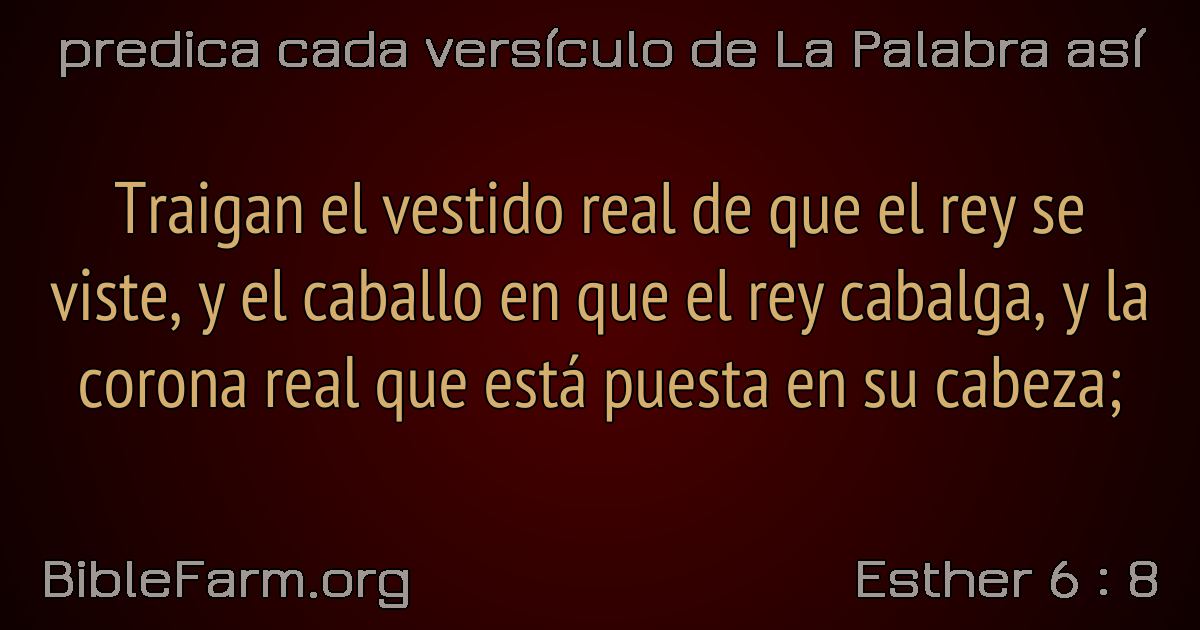 predica cada versículo de La Palabra así
Traigan el vestido real de que el rey se
viste, y el caballo en que el rey cabalga, y la
corona real que está puesta en su cabeza;
BibleFarm.org
Esther 6 : 8